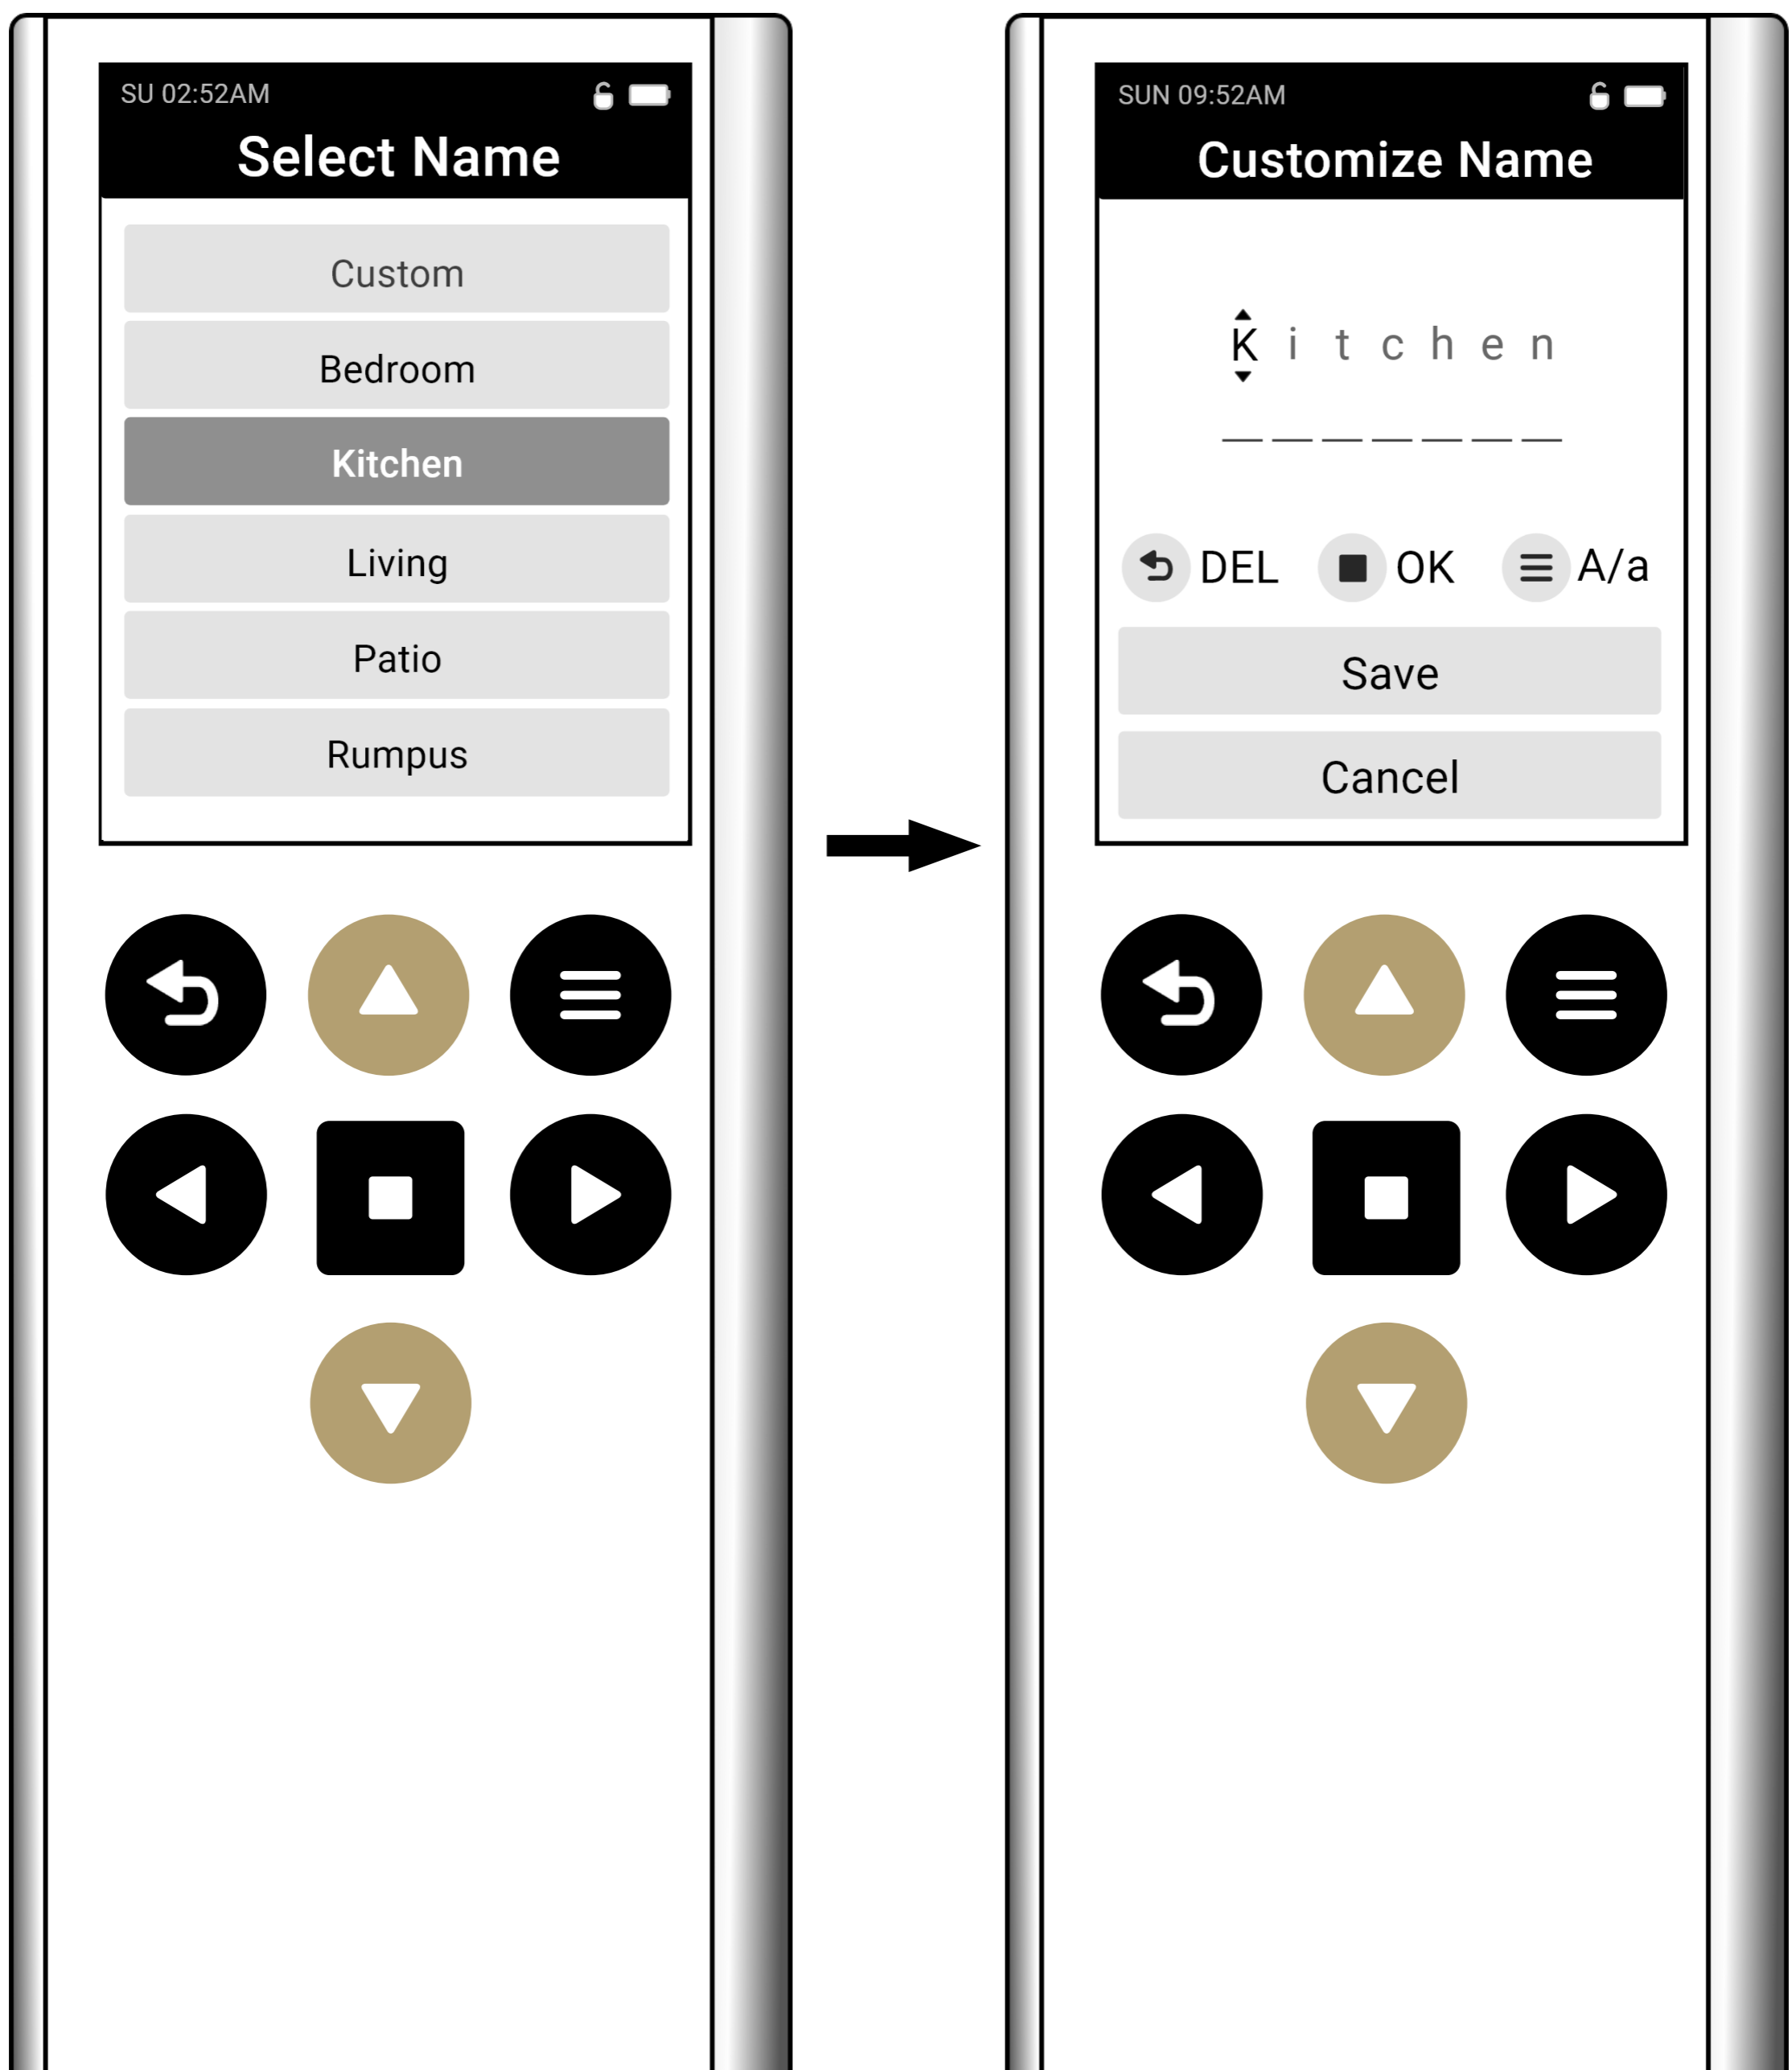 SU 02:52AM
Select Name
Custom
Bedroom
Kitchen
Living
Patio
Rumpus
SUN 09:52AM
Customize Name
K i t c h e n
DEL OK A/a
Save
Cancel